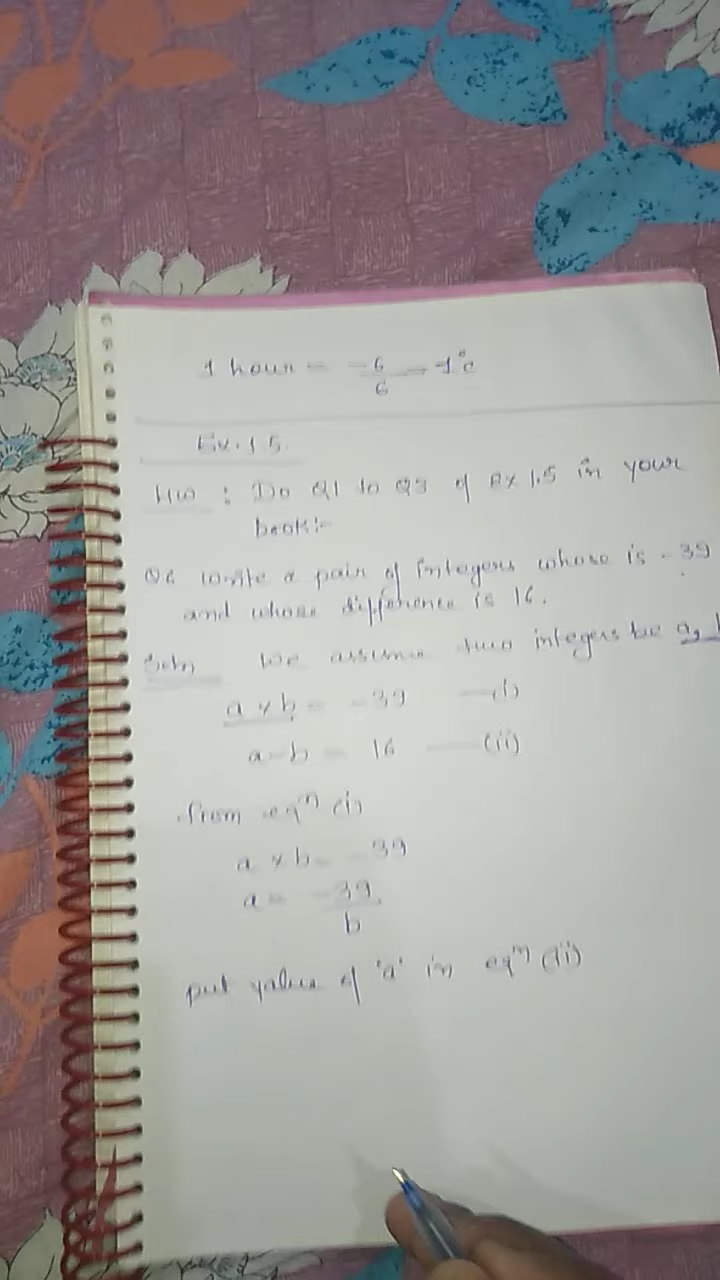 1 hour = -6/6 = -1°c
Ex. 1.5.
HW : Do Q1 to Q3 of Ex 1.5 in your
book:-
Q6 write a pair of integers whose is -39
and whose difference is 16.
Soln We assume two integers be a,
a × b = -39 —(i)
a - b = 16 —(ii)
from eqⁿ (i)
a × b = -39
a = -39/b
put value of 'a' in eqⁿ (ii)